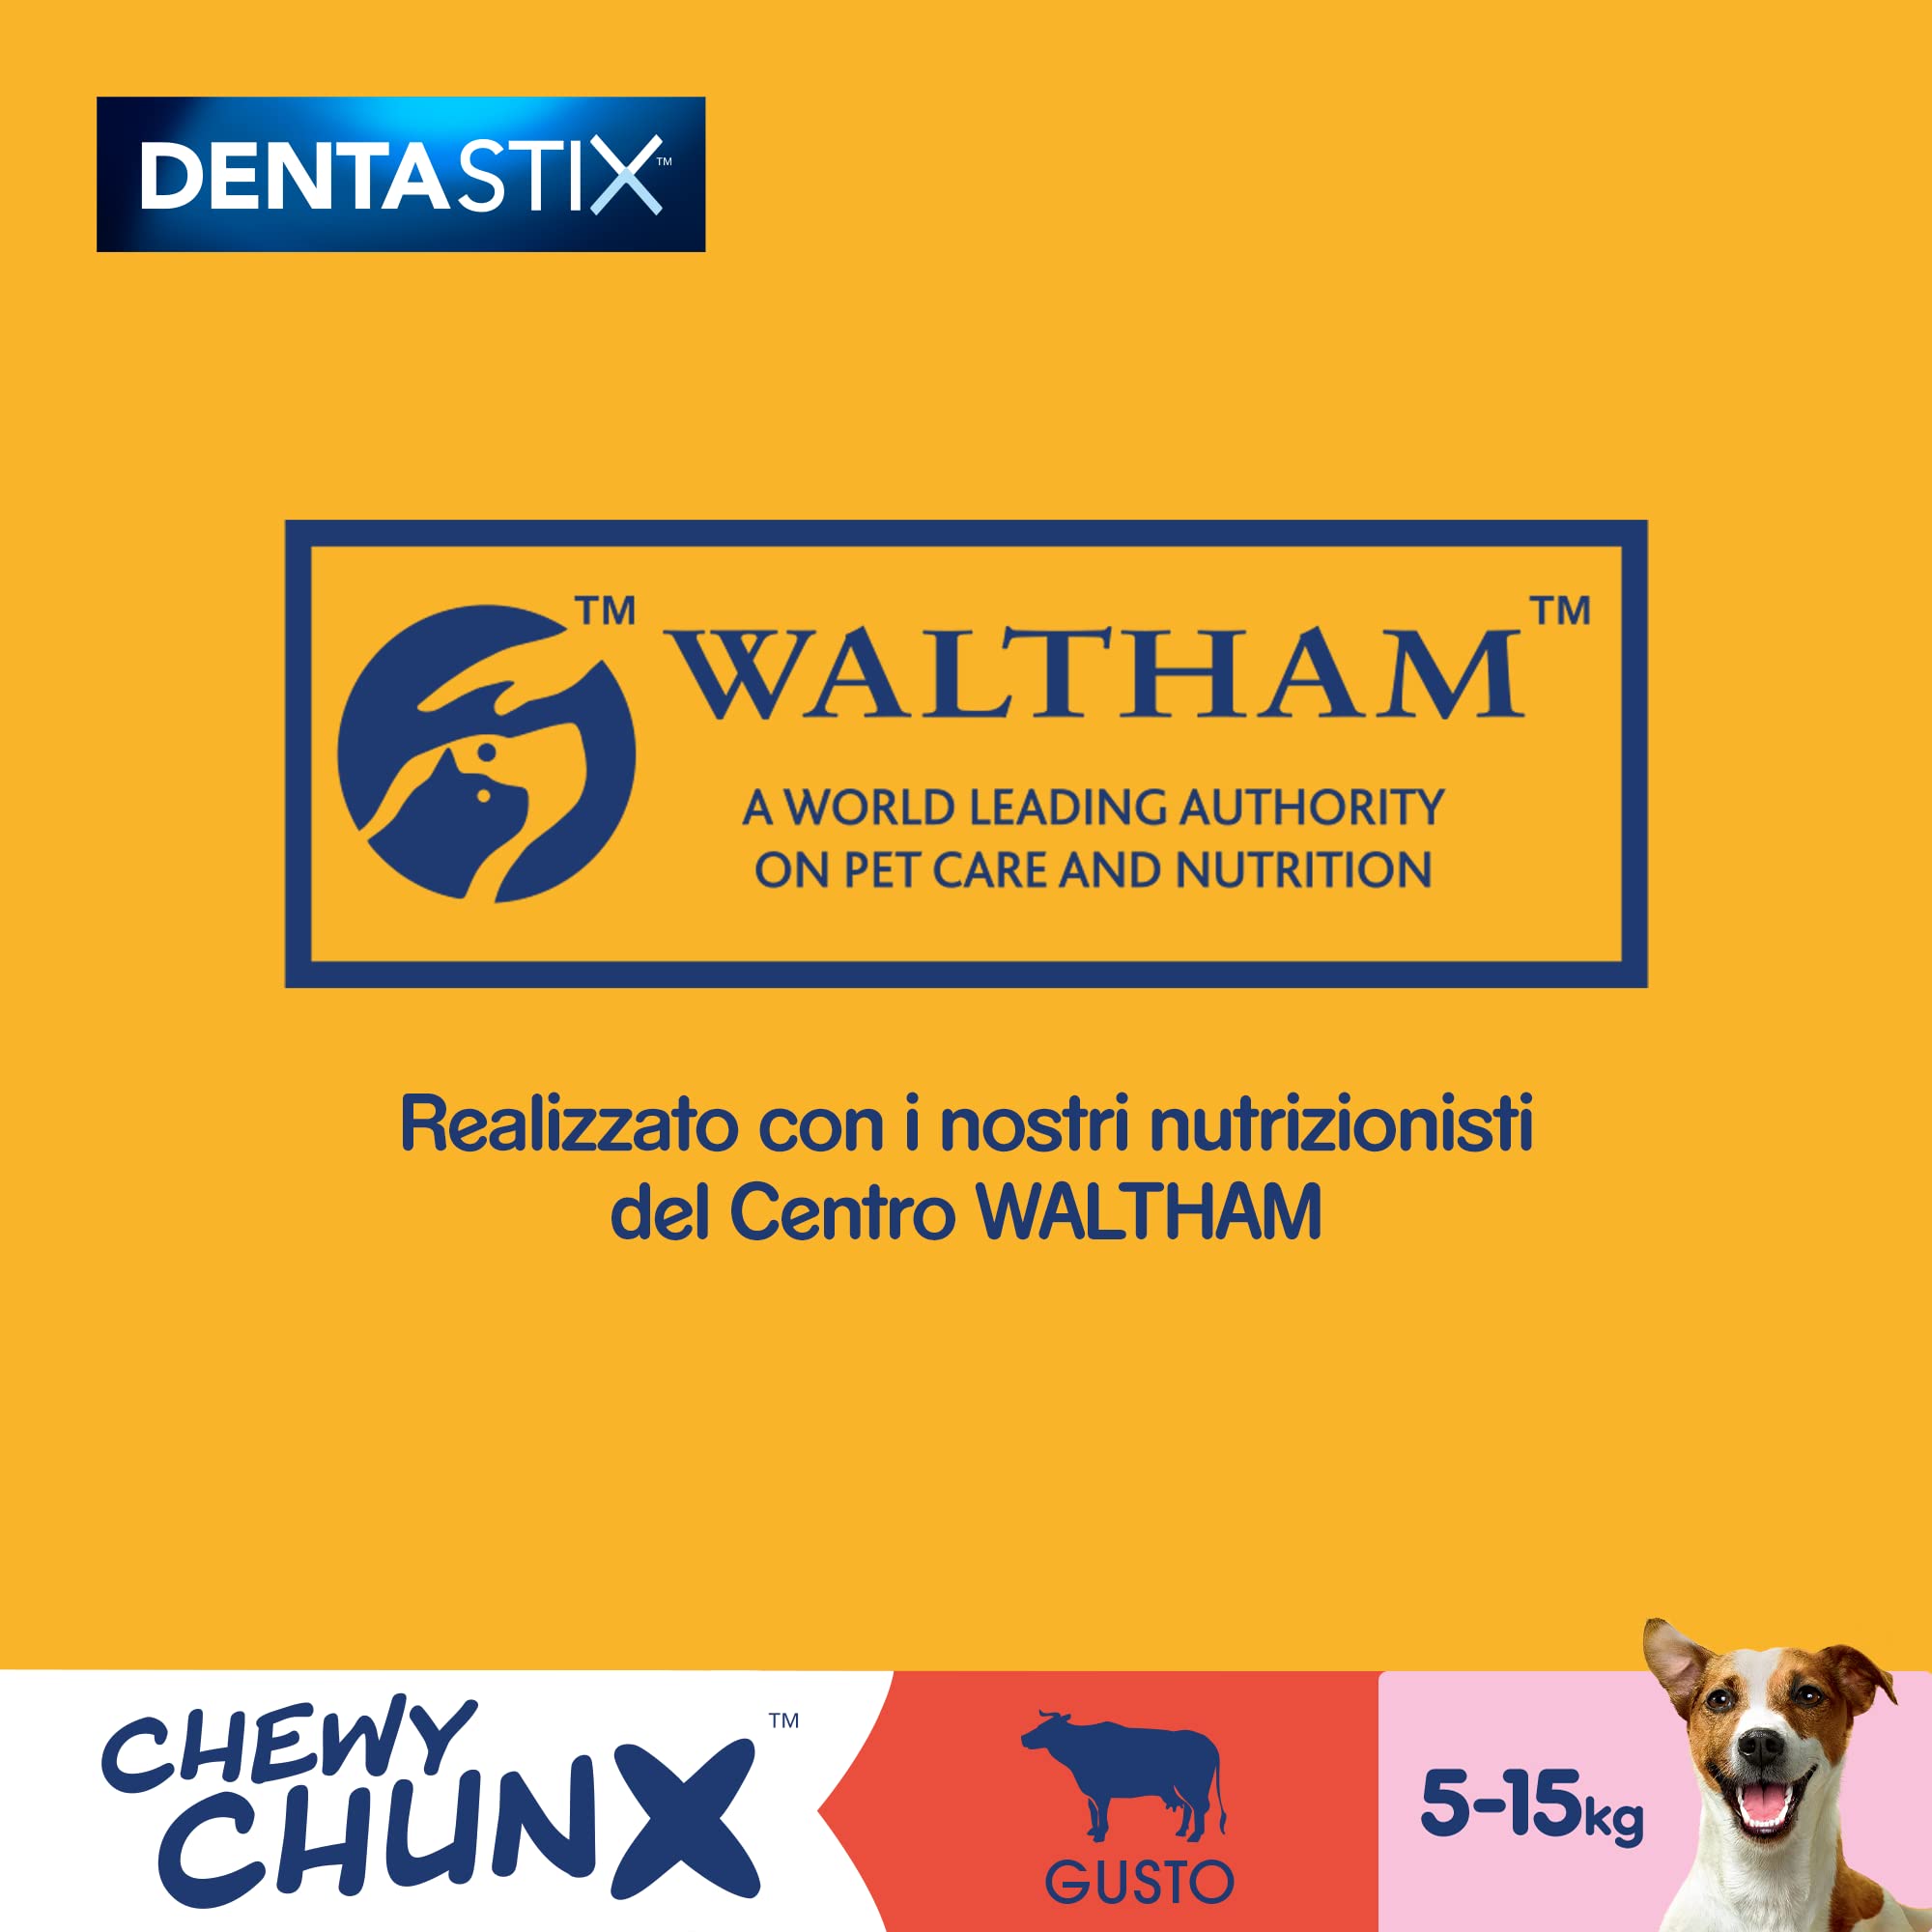 DENTASTIX™
™ WALTHAM™
A WORLD LEADING AUTHORITY
ON PET CARE AND NUTRITION
Realizzato con i nostri nutrizionisti
del Centro WALTHAM
CHEWY
CHUNX™
GUSTO
5-15kg